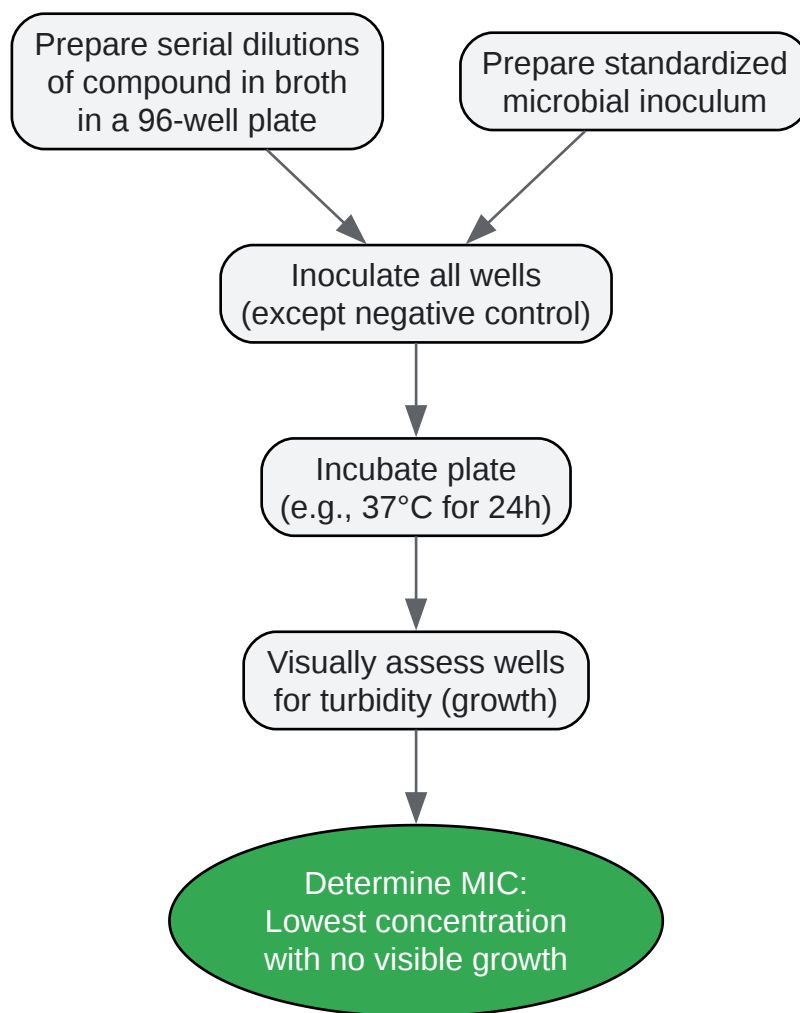 Prepare serial dilutions
of compound in broth
in a 96-well plate
Prepare standardized
microbial inoculum
Inoculate all wells
(except negative control)
Incubate plate
(e.g., 37°C for 24h)
Visually assess wells
for turbidity (growth)
Determine MIC:
Lowest concentration
with no visible growth